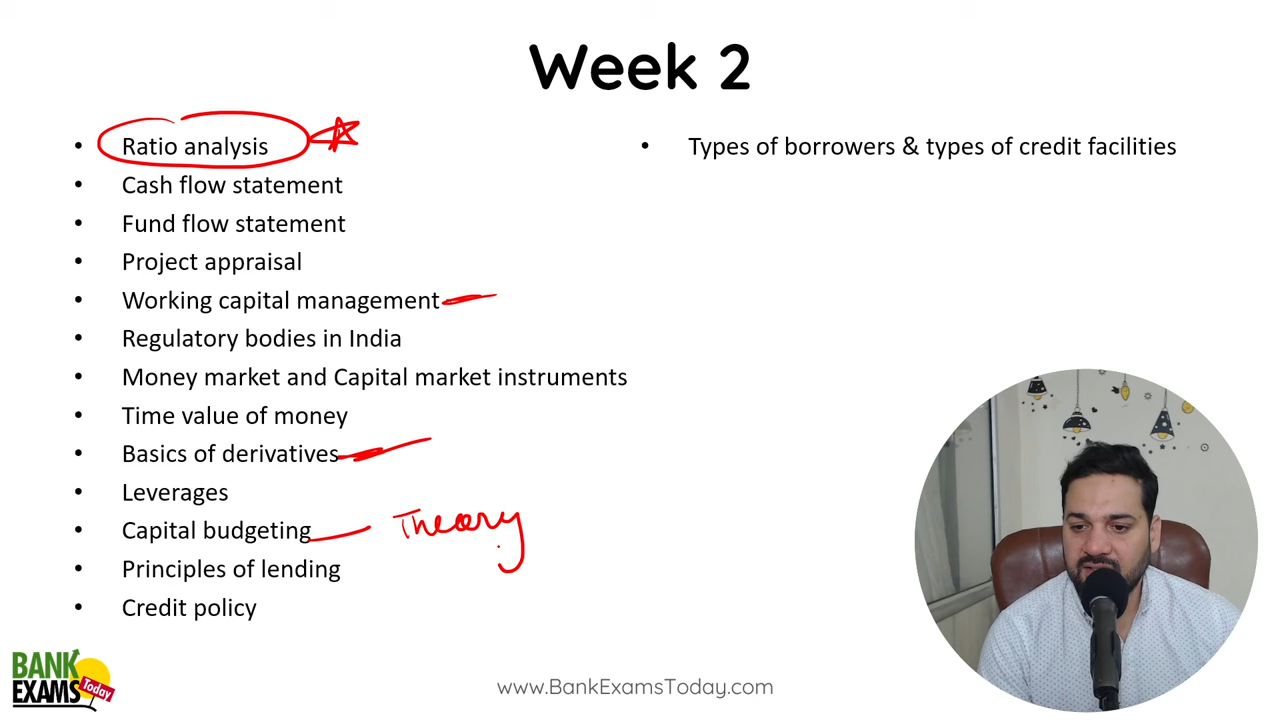 Week 2
• Ratio analysis
• Cash flow statement
• Fund flow statement
• Project appraisal
• Working capital management
• Regulatory bodies in India
• Money market and Capital market instruments
• Time value of money
• Basics of derivatives
• Leverages
• Capital budgeting Theory
• Principles of lending
• Credit policy
• Types of borrowers & types of credit facilities
BANK
EXAMS
Today
www.BankExamsToday.com